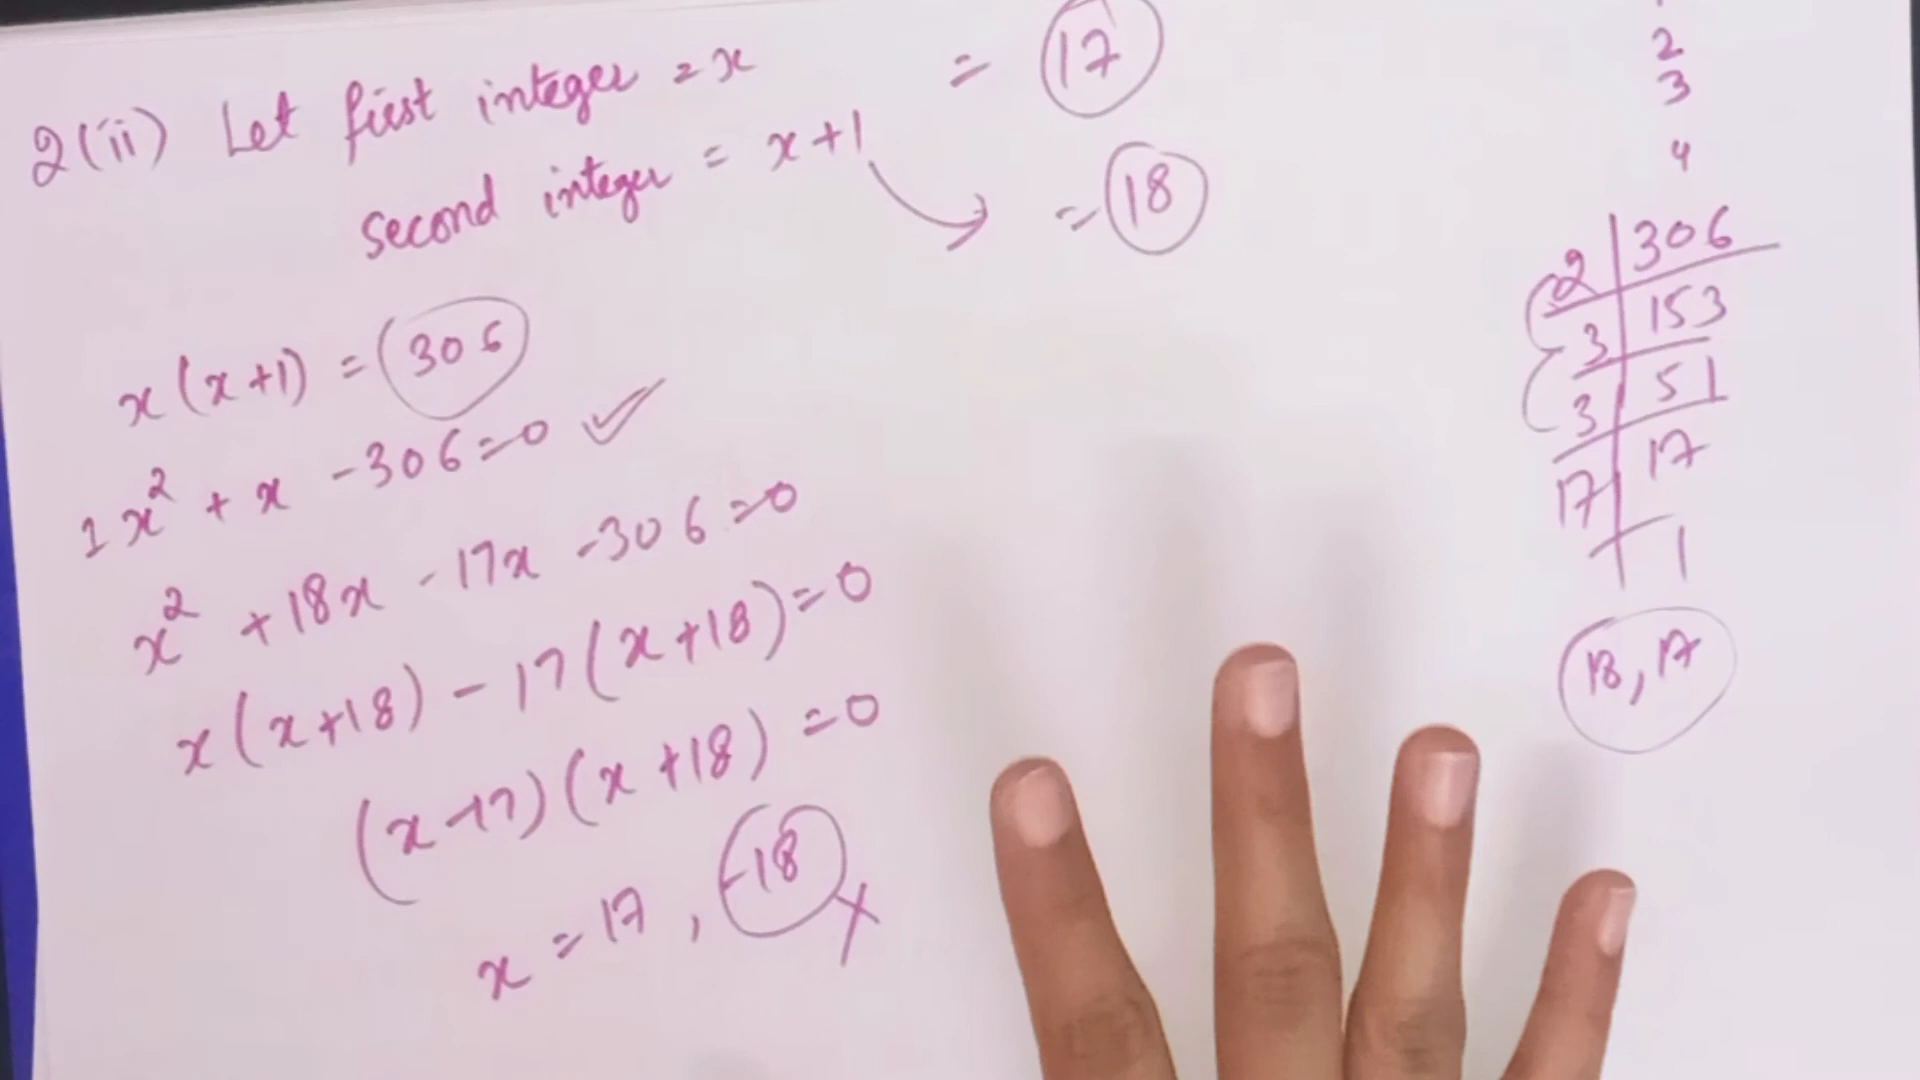 2(ii) Let first integer = x = 17
second integer = x+1 = 18
x(x+1) = 306
1x² + x - 306=0 ✓
x² +18x - 17x - 306=0
x(x+18) - 17(x+18)=0
(x-17)(x+18)=0
x = 17, -18 X
2
3
4
2 | 306
3 | 153
3 | 51
17 | 17
1
18, 17